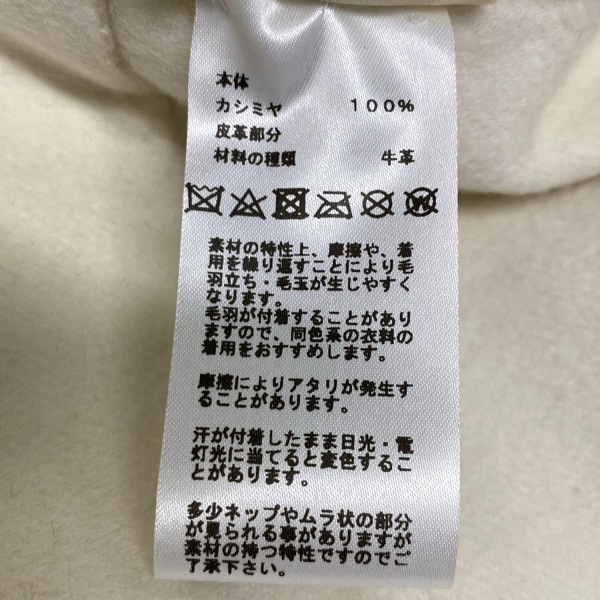 本体
カシミヤ 100%
皮革部分
材料の種類 牛革
素材の特性上、摩擦や、着
用を繰り返すことにより毛
羽立ち・毛玉が生じやすく
なります。
毛羽が付着することがあり
ますので、同色系の衣料の
着用をおすすめします。
摩擦によりアタリが発生す
ることがあります。
汗が付着したまま日光・電
灯光に当てると変色するこ
とがあります。
多少ネップやムラ状の部分
が見られる事がありますが
素材の持つ特性ですのでご
了承下さい。